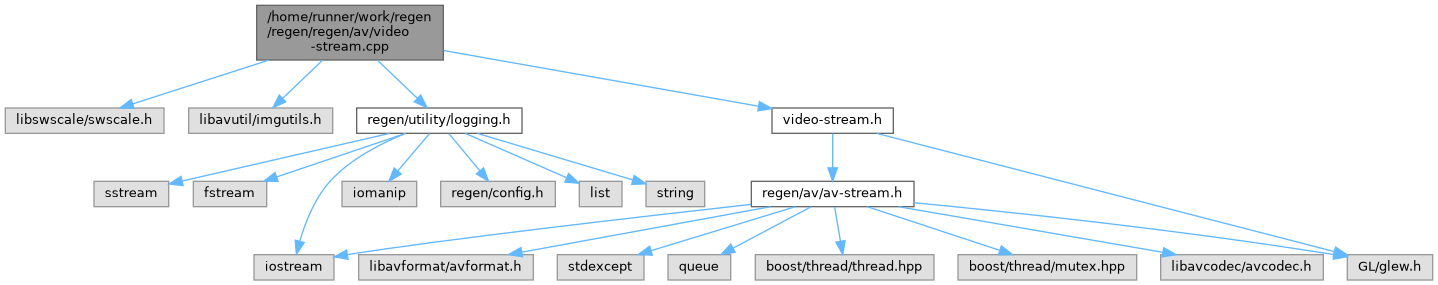 /home/runner/work/regen
/regen/regen/av/video
-stream.cpp
libswscale/swscale.h
libavutil/imgutils.h
regen/utility/logging.h
video-stream.h
sstream
fstream
iomanip
regen/config.h
list
string
regen/av/av-stream.h
iostream
libavformat/avformat.h
stdexcept
queue
boost/thread/thread.hpp
boost/thread/mutex.hpp
libavcodec/avcodec.h
GL/glew.h